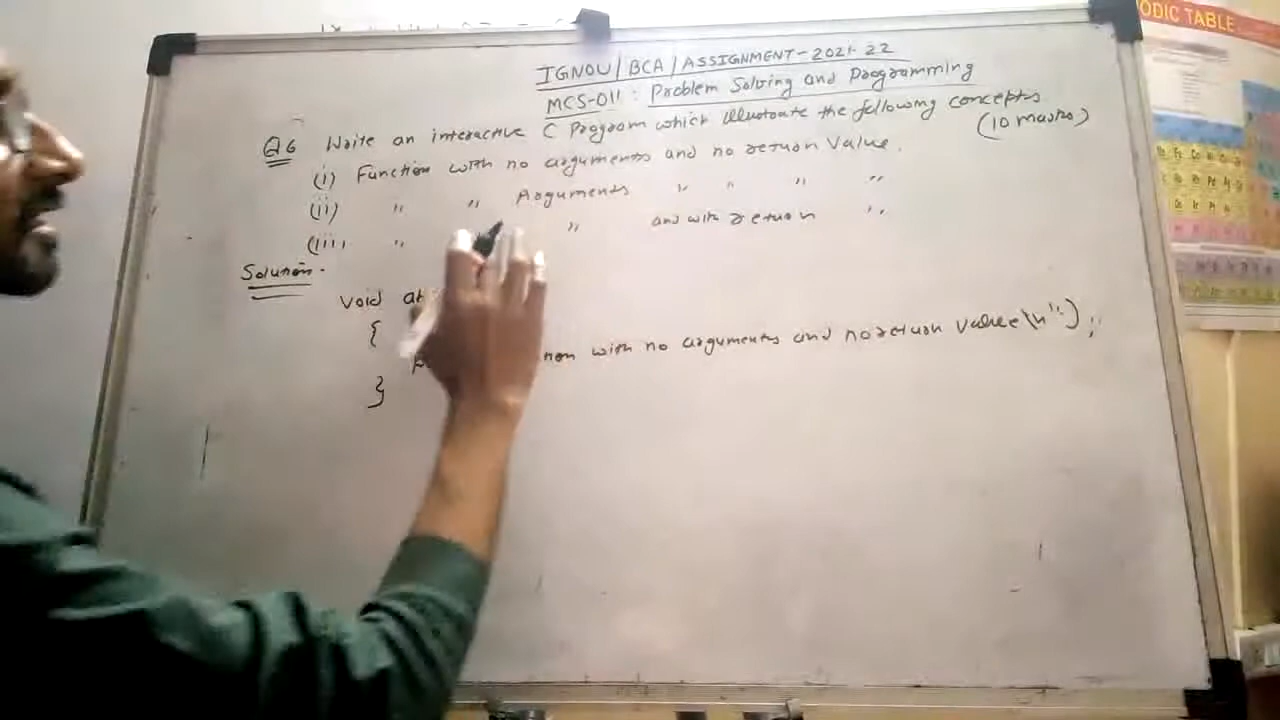 IGNOU/BCA/ASSIGNMENT-2021-22
MCS-011: Problem Solving and Programming
Q6 Write an interactive C Program which illustrate the following concepts
(10 marks)
(i) Function with no arguments and no return Value.
(ii) " " Arguments " " " "
(iii) " " and with return "
Solution.
Void
{
with no arguments and no return value\n");
}
ODIC TABLE